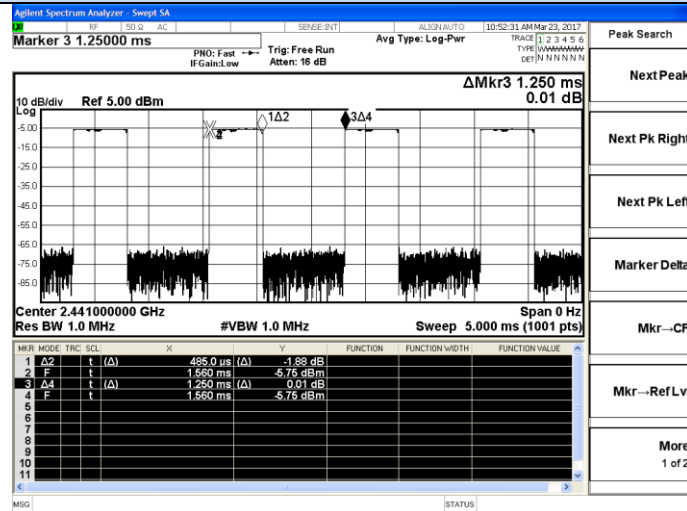 Agilent Spectrum Analyzer - Swept SA
RF 50 Ω AC SENSE:INT ALIGN AUTO 10:52:31 AM Mar 23, 2017
Marker 3 1.25000 ms
PNO: Fast
IFGain:Low
Trig: Free Run
Atten: 16 dB
Avg Type: Log-Pwr
TRACE 1 2 3 4 5 6
TYPE WWWWWW
DET N N N N N N
ΔMkr3 1.250 ms
0.01 dB
10 dB/div Ref 5.00 dBm
Log
1Δ2
3Δ4
-5.00
-15.0
-25.0
-35.0
-45.0
-55.0
-65.0
-75.0
-85.0
Center 2.441000000 GHz Span 0 Hz
Res BW 1.0 MHz #VBW 1.0 MHz Sweep 5.000 ms (1001 pts)
MKR MODE TRC SCL X Y FUNCTION FUNCTION WIDTH FUNCTION VALUE
1 Δ2 t (Δ) 485.0 µs (Δ) -1.88 dB
2 F t 1.560 ms -5.75 dBm
3 Δ4 t (Δ) 1.250 ms (Δ) 0.01 dB
4 F t 1.560 ms -5.75 dBm
5
6
7
8
9
10
11
MSG STATUS
Peak Search
Next Peak
Next Pk Right
Next Pk Left
Marker Delta
Mkr→CF
Mkr→Ref Lvl
More
1 of 2